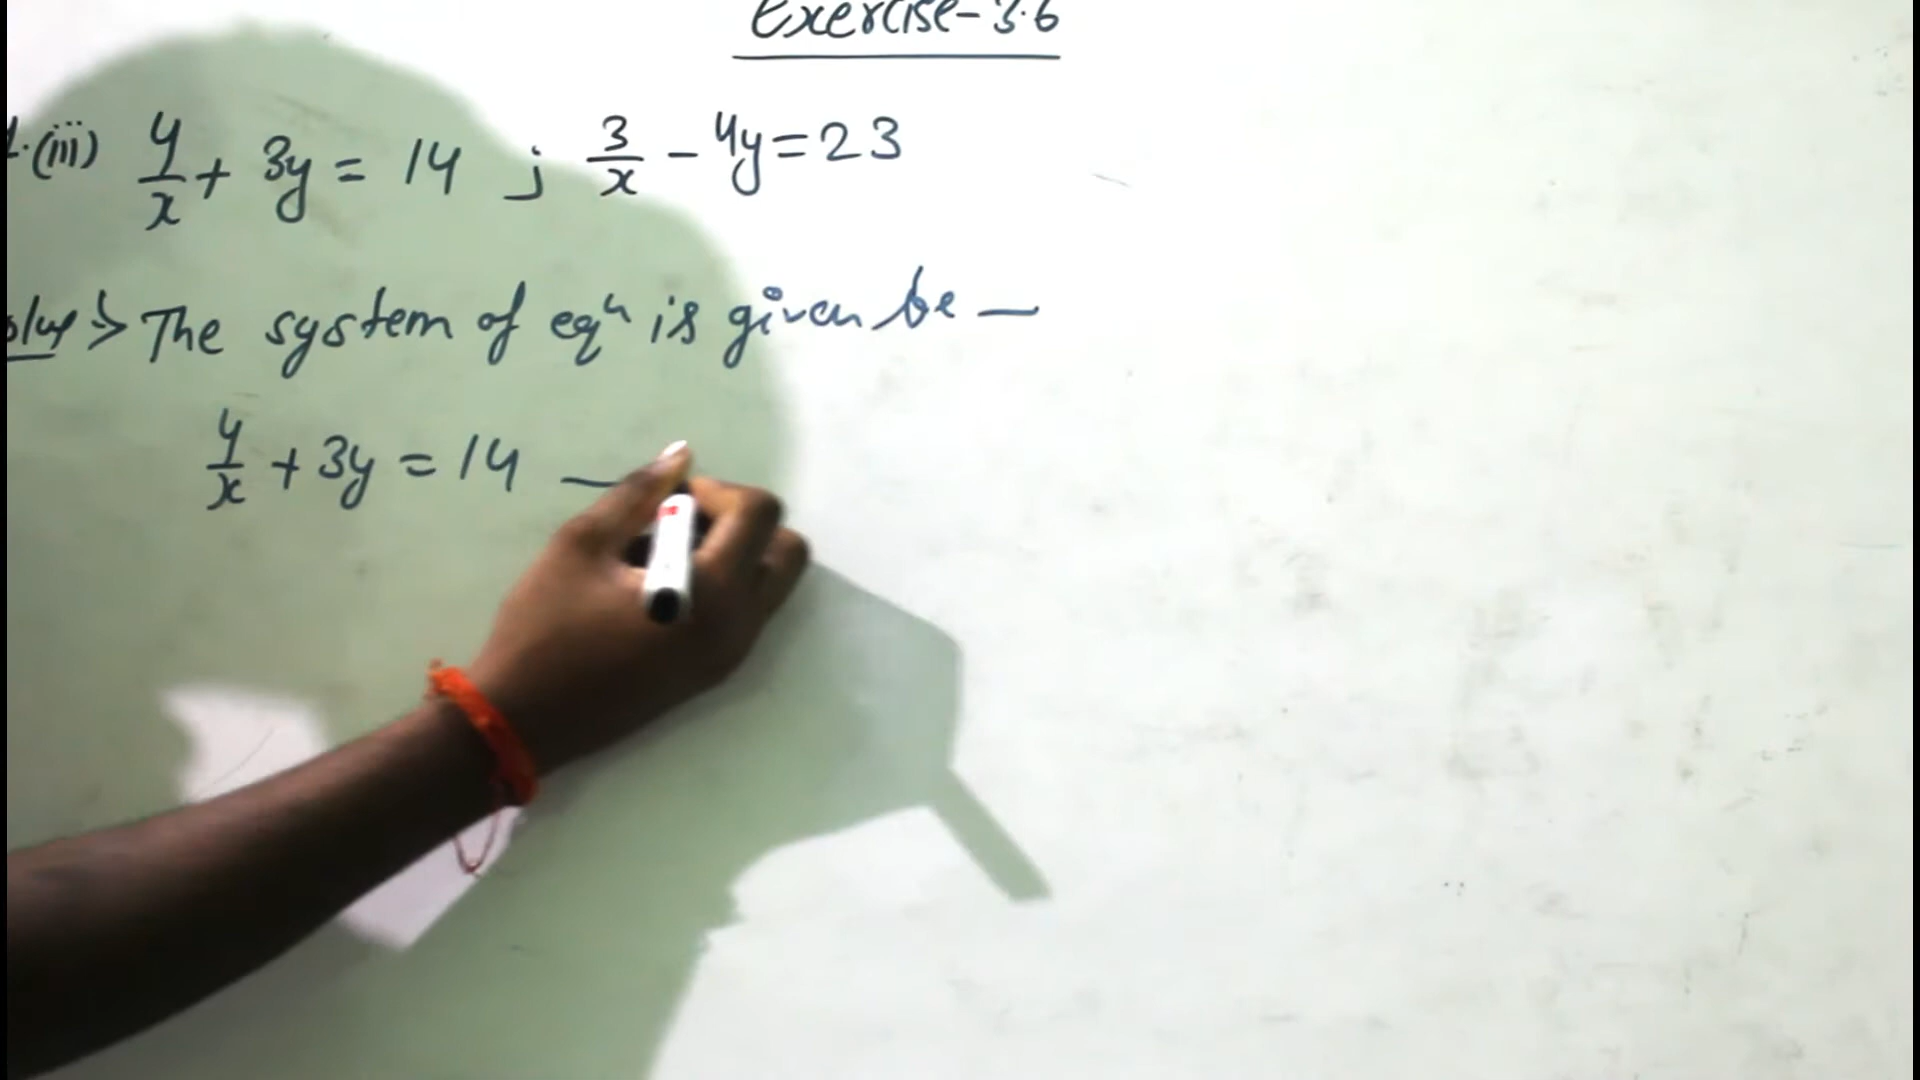 Exercise-3.6
1.(iii) 4/x + 3y = 14 ; 3/x - 4y = 23
The system of eqn is given be —
4/x + 3y = 14 —